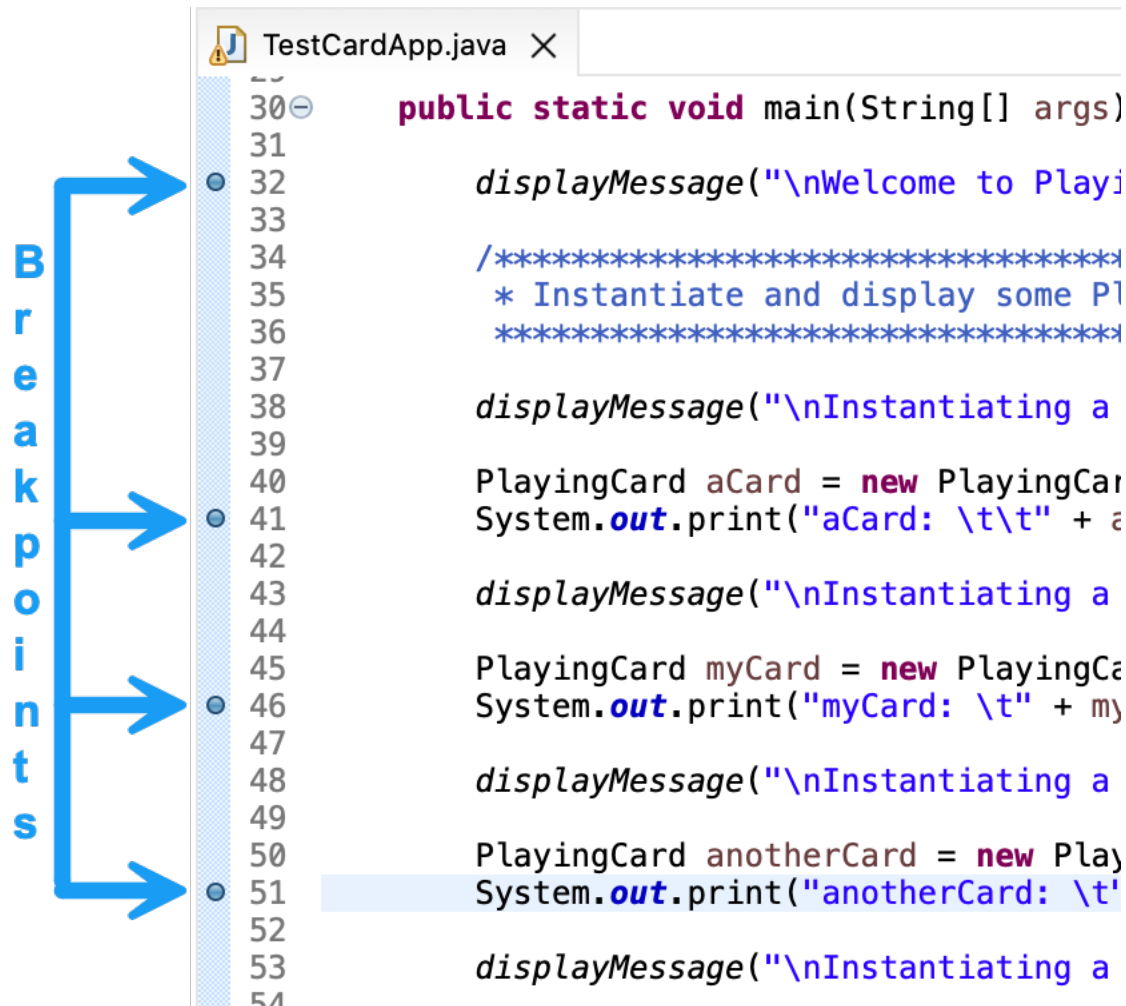 TestCardApp.java
29
30 public static void main(String[] args)
31
32 displayMessage("\nWelcome to Playi
33
34 /*********************************
35 * Instantiate and display some Pl
36 *********************************
37
38 displayMessage("\nInstantiating a
39
40 PlayingCard aCard = new PlayingCar
41 System.out.print("aCard: \t\t" + a
42
43 displayMessage("\nInstantiating a
44
45 PlayingCard myCard = new PlayingCa
46 System.out.print("myCard: \t" + my
47
48 displayMessage("\nInstantiating a
49
50 PlayingCard anotherCard = new Play
51 System.out.print("anotherCard: \t"
52
53 displayMessage("\nInstantiating a
54
Breakpoints